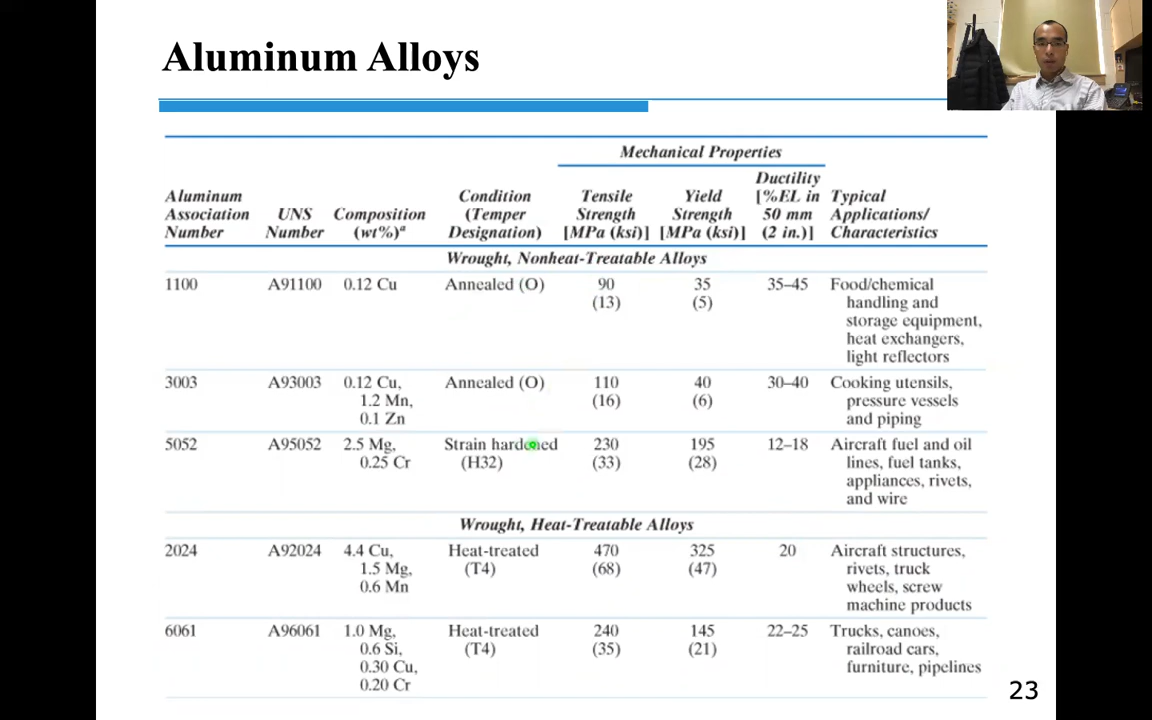 Aluminum Alloys
Mechanical Properties
Aluminum Association Number
UNS Number
Composition (wt%)ᵃ
Condition (Temper Designation)
Tensile Strength [MPa (ksi)]
Yield Strength [MPa (ksi)]
Ductility [%EL in 50 mm (2 in.)]
Typical Applications/ Characteristics
Wrought, Nonheat-Treatable Alloys
1100 A91100 0.12 Cu Annealed (O) 90 35 35–45 Food/chemical
(13) (5) handling and
storage equipment,
heat exchangers,
light reflectors
3003 A93003 0.12 Cu, Annealed (O) 110 40 30–40 Cooking utensils,
1.2 Mn, (16) (6) pressure vessels
0.1 Zn and piping
5052 A95052 2.5 Mg, Strain hardened 230 195 12–18 Aircraft fuel and oil
0.25 Cr (H32) (33) (28) lines, fuel tanks,
appliances, rivets,
and wire
Wrought, Heat-Treatable Alloys
2024 A92024 4.4 Cu, Heat-treated 470 325 20 Aircraft structures,
1.5 Mg, (T4) (68) (47) rivets, truck
0.6 Mn wheels, screw
machine products
6061 A96061 1.0 Mg, Heat-treated 240 145 22–25 Trucks, canoes,
0.6 Si, (T4) (35) (21) railroad cars,
0.30 Cu, furniture, pipelines
0.20 Cr
23